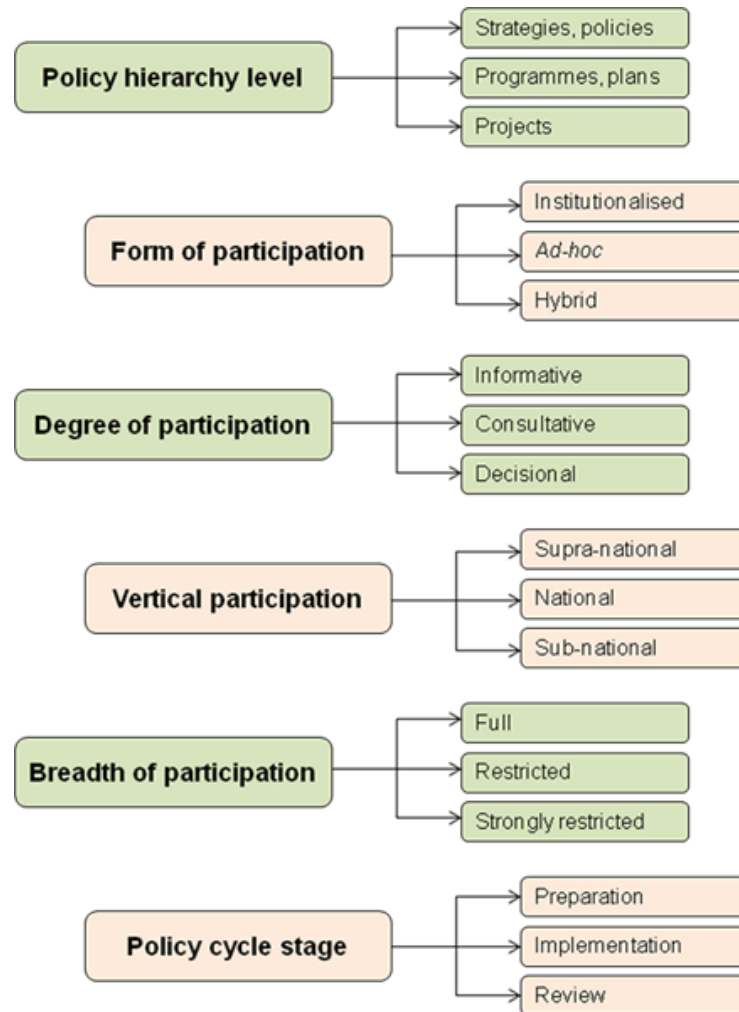 Policy hierarchy level
Strategies, policies
Programmes, plans
Projects
Form of participation
Institutionalised
Ad-hoc
Hybrid
Degree of participation
Informative
Consultative
Decisional
Vertical participation
Supra-national
National
Sub-national
Breadth of participation
Full
Restricted
Strongly restricted
Policy cycle stage
Preparation
Implementation
Review